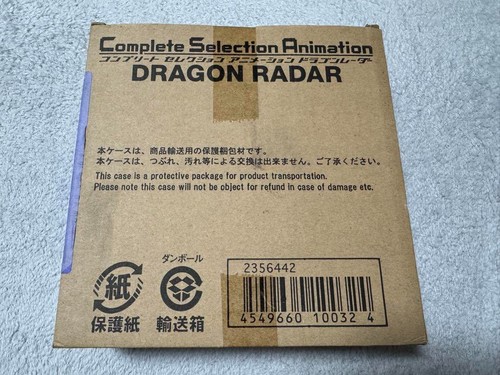 Complete Selection Animation
コンプリート セレクション アニメーション ドラゴンレーダー
DRAGON RADAR
本ケースは、商品輸送用の保護梱包材です。
本ケースは、つぶれ、汚れ等による交換は出来ません、ご了承ください。
This case is a protective package for product transportation.
Please note this case will not be object for refund in case of damage etc.
ダンボール
2356442
紙
保護紙
輸送箱
4549660 10032 4